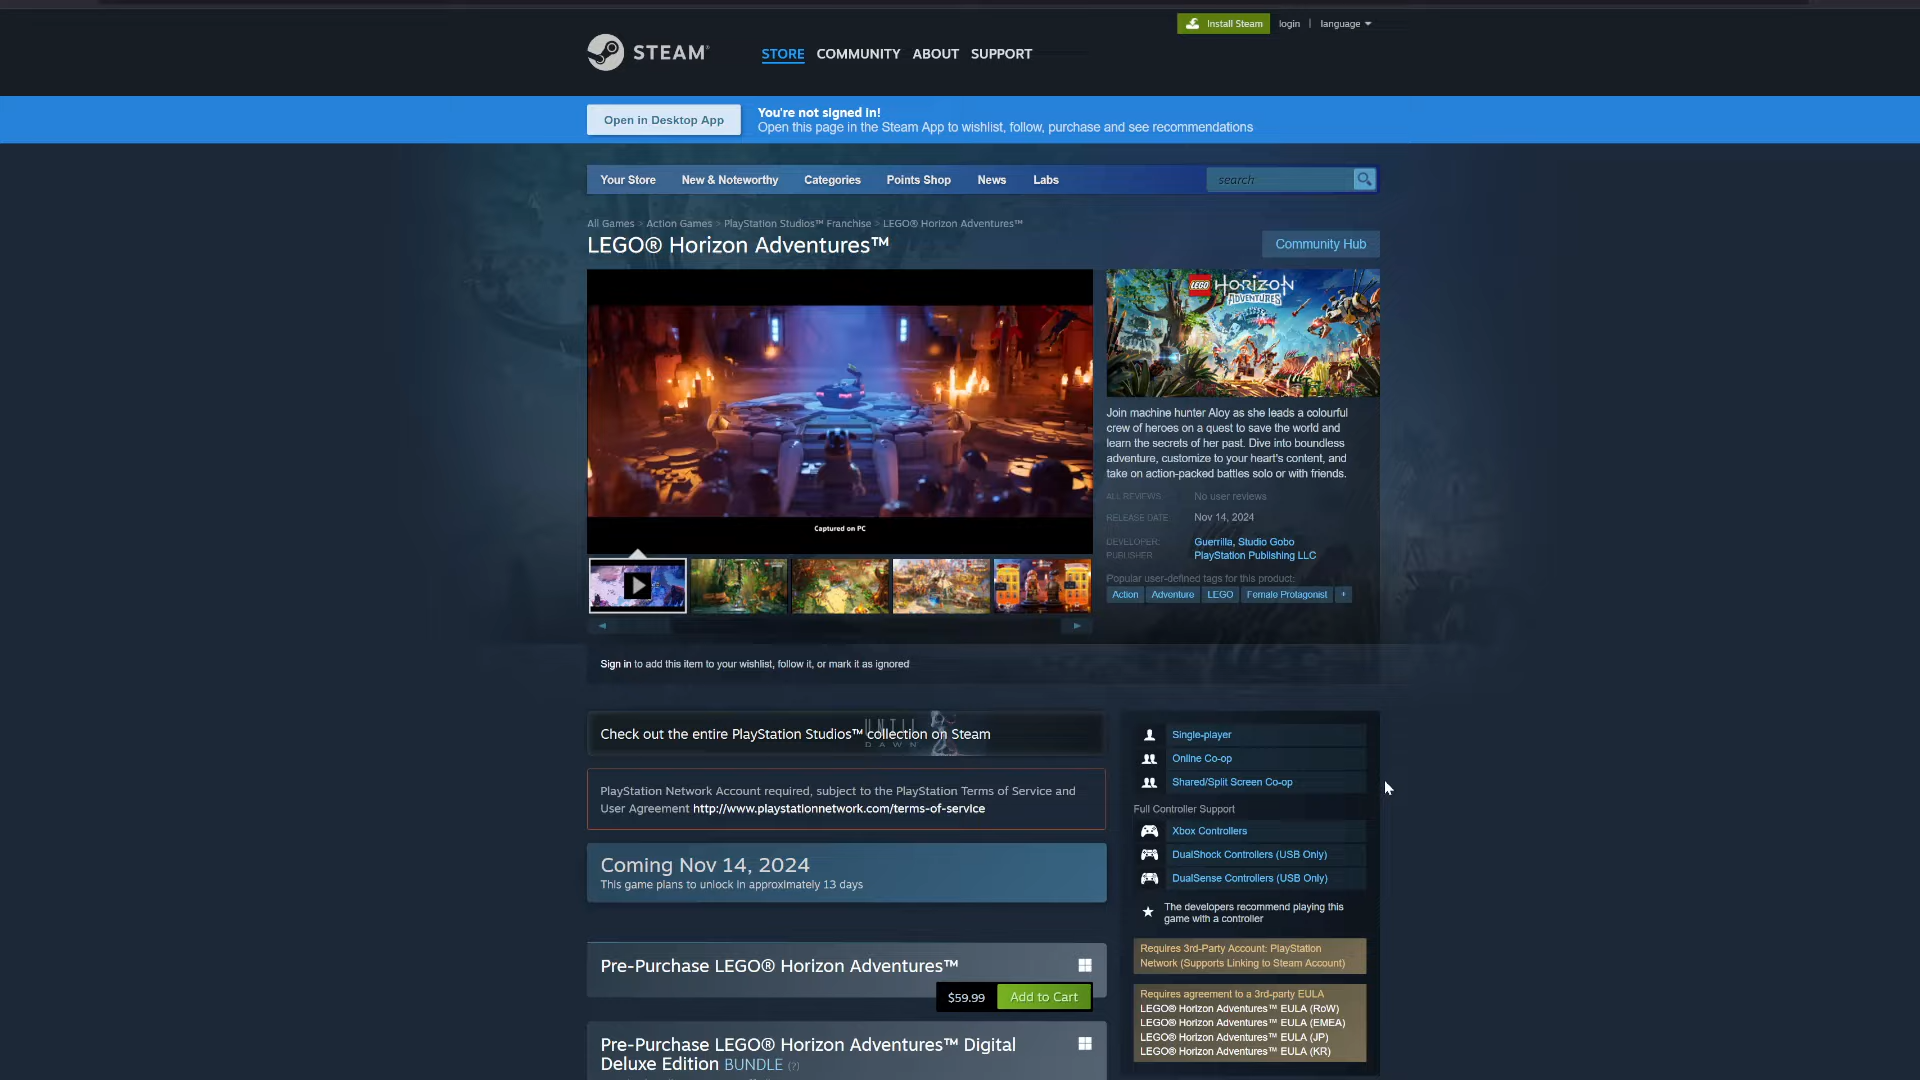 Install Steam login | language
STEAM®
STORE COMMUNITY ABOUT SUPPORT
Open in Desktop App
You're not signed in!
Open this page in the Steam App to wishlist, follow, purchase and see recommendations
Your Store New & Noteworthy Categories Points Shop News Labs search
All Games > Action Games > PlayStation Studios™ Franchise > LEGO® Horizon Adventures™
LEGO® Horizon Adventures™
Community Hub
Captured on PC
LEGO HORIZON
ADVENTURES
Join machine hunter Aloy as she leads a colourful
crew of heroes on a quest to save the world and
learn the secrets of her past. Dive into boundless
adventure, customize to your heart's content, and
take on action-packed battles solo or with friends.
ALL REVIEWS: No user reviews
RELEASE DATE: Nov 14, 2024
DEVELOPER: Guerrilla, Studio Gobo
PUBLISHER: PlayStation Publishing LLC
Popular user-defined tags for this product:
Action Adventure LEGO Female Protagonist +
Sign in to add this item to your wishlist, follow it, or mark it as ignored
Check out the entire PlayStation Studios™ collection on Steam
UNTIL
DAWN
PlayStation Network Account required, subject to the PlayStation Terms of Service and
User Agreement http://www.playstationnetwork.com/terms-of-service
Coming Nov 14, 2024
This game plans to unlock in approximately 13 days
Pre-Purchase LEGO® Horizon Adventures™
$59.99 Add to Cart
Pre-Purchase LEGO® Horizon Adventures™ Digital
Deluxe Edition BUNDLE (?)
Single-player
Online Co-op
Shared/Split Screen Co-op
Full Controller Support
Xbox Controllers
DualShock Controllers (USB Only)
DualSense Controllers (USB Only)
The developers recommend playing this
game with a controller
Requires 3rd-Party Account: PlayStation
Network (Supports Linking to Steam Account)
Requires agreement to a 3rd-party EULA
LEGO® Horizon Adventures™ EULA (RoW)
LEGO® Horizon Adventures™ EULA (EMEA)
LEGO® Horizon Adventures™ EULA (JP)
LEGO® Horizon Adventures™ EULA (KR)